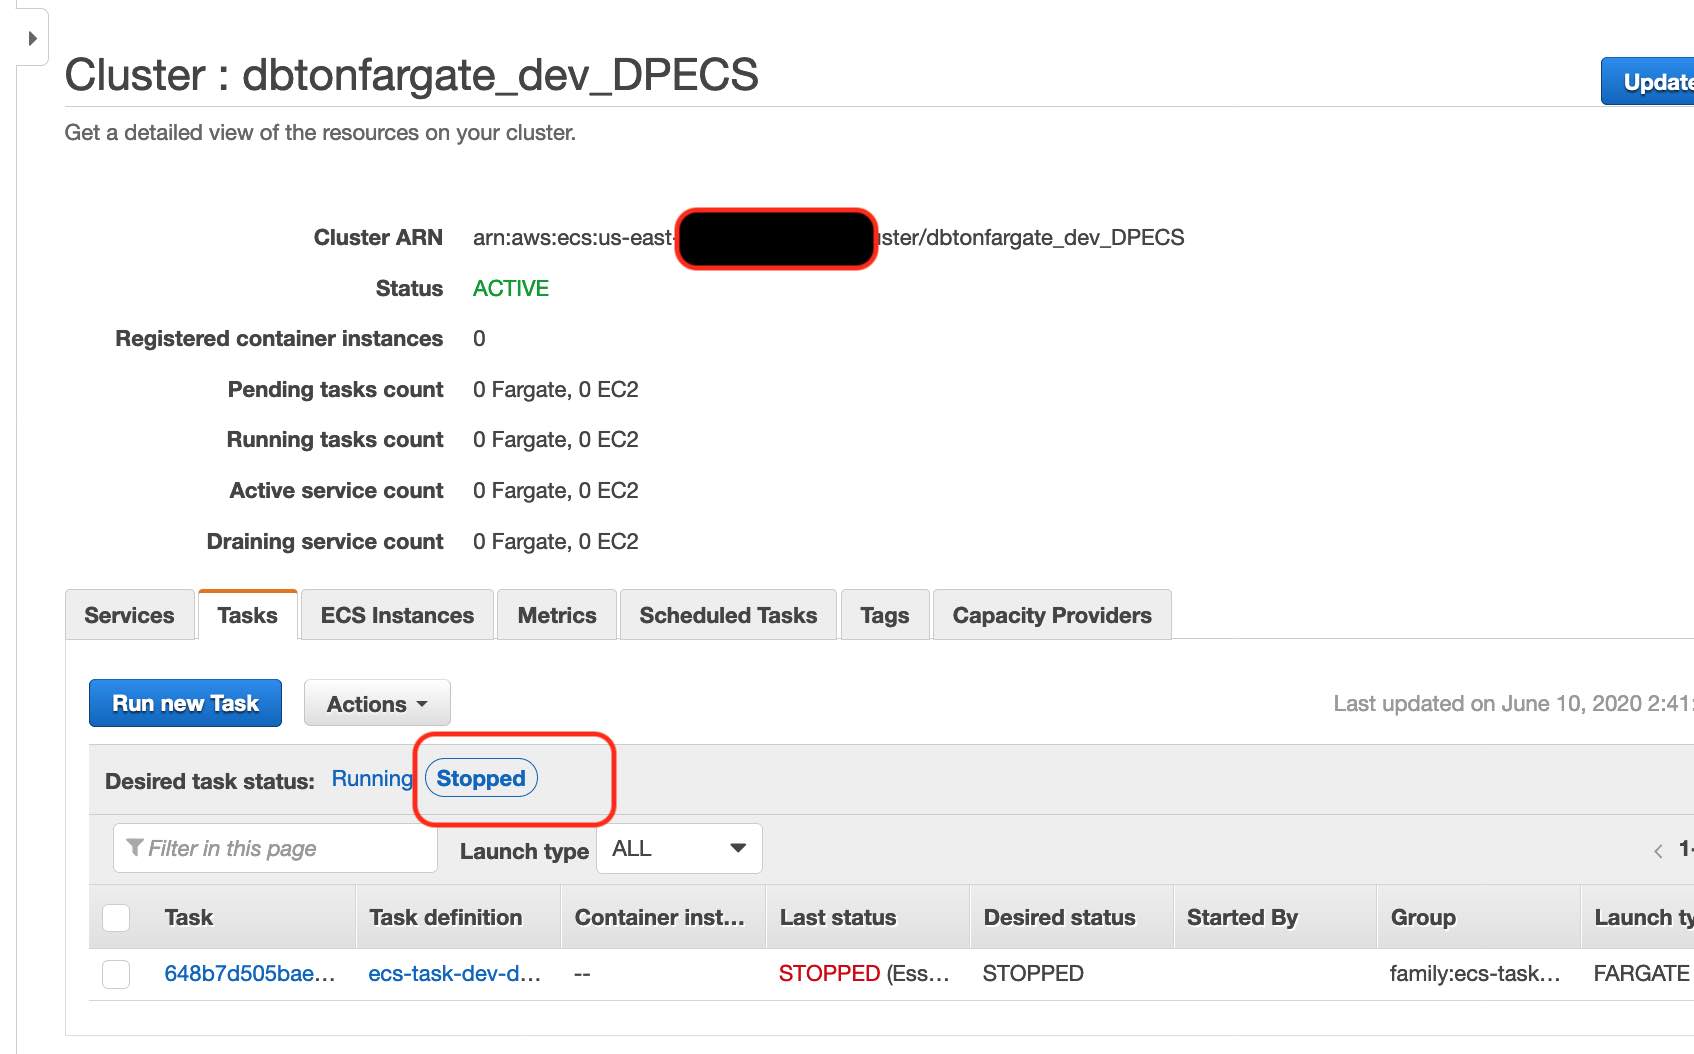 Cluster : dbtonfargate_dev_DPECS
Update
Get a detailed view of the resources on your cluster.
Cluster ARN arn:aws:ecs:us-east- ster/dbtonfargate_dev_DPECS
Status ACTIVE
Registered container instances 0
Pending tasks count 0 Fargate, 0 EC2
Running tasks count 0 Fargate, 0 EC2
Active service count 0 Fargate, 0 EC2
Draining service count 0 Fargate, 0 EC2
Services Tasks ECS Instances Metrics Scheduled Tasks Tags Capacity Providers
Run new Task Actions Last updated on June 10, 2020 2:41:
Desired task status: Running Stopped
Filter in this page Launch type ALL < 1-
Task Task definition Container inst... Last status Desired status Started By Group Launch ty
648b7d505bae... ecs-task-dev-d... -- STOPPED (Ess... STOPPED family:ecs-task... FARGATE